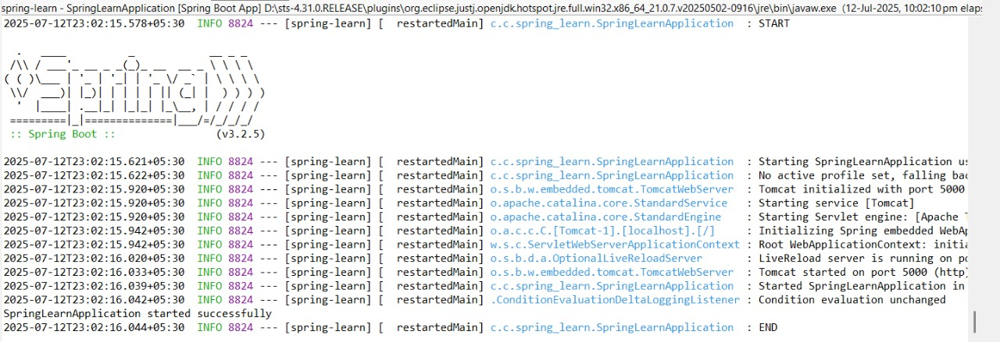 spring-learn - SpringLearnApplication [Spring Boot App] D:\sts-4.31.0.RELEASE\plugins\org.eclipse.justj.openjdk.hotspot.jre.full.win32.x86_64_21.0.7.v20250502-0916\jre\bin\javaw.exe (12-Jul-2025, 10:02:10 pm elaps
2025-07-12T23:02:15.578+05:30  INFO 8824 --- [spring-learn] [  restartedMain] c.c.spring_learn.SpringLearnApplication  : START
Spring
:: Spring Boot ::                (v3.2.5)
2025-07-12T23:02:15.621+05:30  INFO 8824 --- [spring-learn] [  restartedMain] c.c.spring_learn.SpringLearnApplication  : Starting SpringLearnApplication us
2025-07-12T23:02:15.622+05:30  INFO 8824 --- [spring-learn] [  restartedMain] c.c.spring_learn.SpringLearnApplication  : No active profile set, falling bac
2025-07-12T23:02:15.920+05:30  INFO 8824 --- [spring-learn] [  restartedMain] o.s.b.w.embedded.tomcat.TomcatWebServer  : Tomcat initialized with port 5000
2025-07-12T23:02:15.920+05:30  INFO 8824 --- [spring-learn] [  restartedMain] o.apache.catalina.core.StandardService   : Starting service [Tomcat]
2025-07-12T23:02:15.920+05:30  INFO 8824 --- [spring-learn] [  restartedMain] o.apache.catalina.core.StandardEngine    : Starting Servlet engine: [Apache T
2025-07-12T23:02:15.942+05:30  INFO 8824 --- [spring-learn] [  restartedMain] o.a.c.c.C.[Tomcat-1].[localhost].[/]     : Initializing Spring embedded WebAp
2025-07-12T23:02:15.942+05:30  INFO 8824 --- [spring-learn] [  restartedMain] w.s.c.ServletWebServerApplicationContext : Root WebApplicationContext: initia
2025-07-12T23:02:16.020+05:30  INFO 8824 --- [spring-learn] [  restartedMain] o.s.b.d.a.OptionalLiveReloadServer       : LiveReload server is running on po
2025-07-12T23:02:16.033+05:30  INFO 8824 --- [spring-learn] [  restartedMain] o.s.b.w.embedded.tomcat.TomcatWebServer  : Tomcat started on port 5000 (http)
2025-07-12T23:02:16.039+05:30  INFO 8824 --- [spring-learn] [  restartedMain] c.c.spring_learn.SpringLearnApplication  : Started SpringLearnApplication in
2025-07-12T23:02:16.042+05:30  INFO 8824 --- [spring-learn] [  restartedMain] .ConditionEvaluationDeltaLoggingListener : Condition evaluation unchanged
SpringLearnApplication started successfully
2025-07-12T23:02:16.044+05:30  INFO 8824 --- [spring-learn] [  restartedMain] c.c.spring_learn.SpringLearnApplication  : END